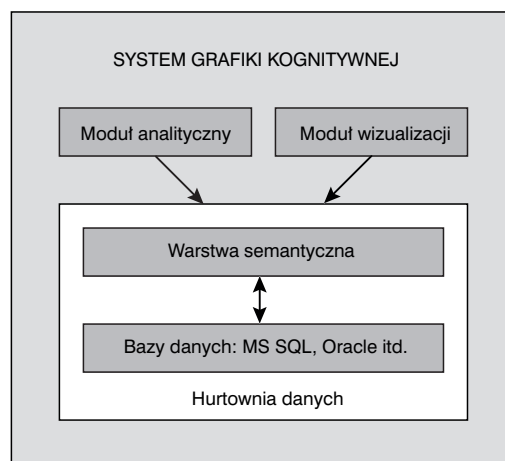 SYSTEM GRAFIKI KOGNITYWNEJ
Moduł analityczny
Moduł wizualizacji
Warstwa semantyczna
Bazy danych: MS SQL, Oracle itd.
Hurtownia danych